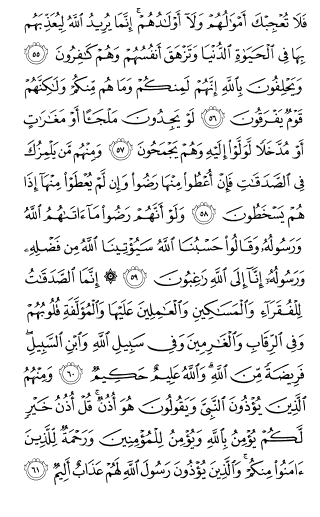 فَلَا تُعْجِبْكَ أَمْوَٰلُهُمْ وَلَآ أَوْلَٰدُهُمْ ۚ إِنَّمَا يُرِيدُ ٱللَّهُ لِيُعَذِّبَهُم
بِهَا فِى ٱلْحَيَوٰةِ ٱلدُّنْيَا وَتَزْهَقَ أَنفُسُهُمْ وَهُمْ كَٰفِرُونَ ٥٥
وَيَحْلِفُونَ بِٱللَّهِ إِنَّهُمْ لَمِنكُمْ وَمَا هُم مِّنكُمْ وَلَٰكِنَّهُمْ
قَوْمٌ يَفْرَقُونَ ٥٦ لَوْ يَجِدُونَ مَلْجَـًٔا أَوْ مَغَٰرَٰتٍ
أَوْ مُدَّخَلًا لَّوَلَّوْا۟ إِلَيْهِ وَهُمْ يَجْمَحُونَ ٥٧ وَمِنْهُم مَّن يَلْمِزُكَ
فِى ٱلصَّدَقَٰتِ فَإِنْ أُعْطُوا۟ مِنْهَا رَضُوا۟ وَإِن لَّمْ يُعْطَوْا۟ مِنْهَآ إِذَا
هُمْ يَسْخَطُونَ ٥٨ وَلَوْ أَنَّهُمْ رَضُوا۟ مَآ ءَاتَىٰهُمُ ٱللَّهُ
وَرَسُولُهُۥ وَقَالُوا۟ حَسْبُنَا ٱللَّهُ سَيُؤْتِينَا ٱللَّهُ مِن فَضْلِهِۦ
وَرَسُولُهُۥٓ إِنَّآ إِلَى ٱللَّهِ رَٰغِبُونَ ٥٩ ۞ إِنَّمَا ٱلصَّدَقَٰتُ
لِلْفُقَرَآءِ وَٱلْمَسَٰكِينِ وَٱلْعَٰمِلِينَ عَلَيْهَا وَٱلْمُؤَلَّفَةِ قُلُوبُهُمْ
وَفِى ٱلرِّقَابِ وَٱلْغَٰرِمِينَ وَفِى سَبِيلِ ٱللَّهِ وَٱبْنِ ٱلسَّبِيلِ ۖ
فَرِيضَةً مِّنَ ٱللَّهِ ۗ وَٱللَّهُ عَلِيمٌ حَكِيمٌ ٦٠ وَمِنْهُمُ
ٱلَّذِينَ يُؤْذُونَ ٱلنَّبِىَّ وَيَقُولُونَ هُوَ أُذُنٌ ۚ قُلْ أُذُنُ خَيْرٍ
لَّكُمْ يُؤْمِنُ بِٱللَّهِ وَيُؤْمِنُ لِلْمُؤْمِنِينَ وَرَحْمَةٌ لِّلَّذِينَ
ءَامَنُوا۟ مِنكُمْ ۚ وَٱلَّذِينَ يُؤْذُونَ رَسُولَ ٱللَّهِ لَهُمْ عَذَابٌ أَلِيمٌ ٦١